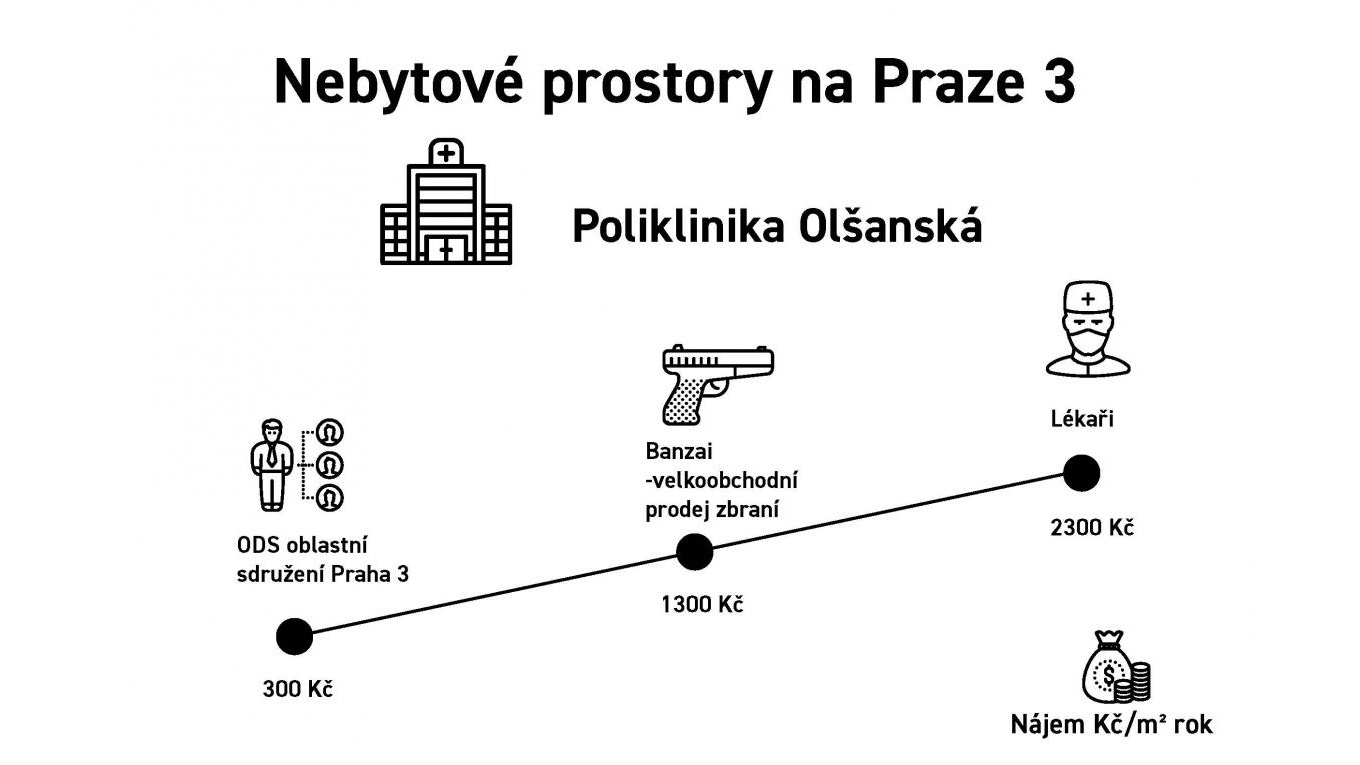 Nebytové prostory na Praze 3
Poliklinika Olšanská
ODS oblastní
sdružení Praha 3
300 Kč
Banzai
-velkoobchodní
prodej zbraní
1300 Kč
Lékaři
2300 Kč
$
Nájem Kč/m² rok